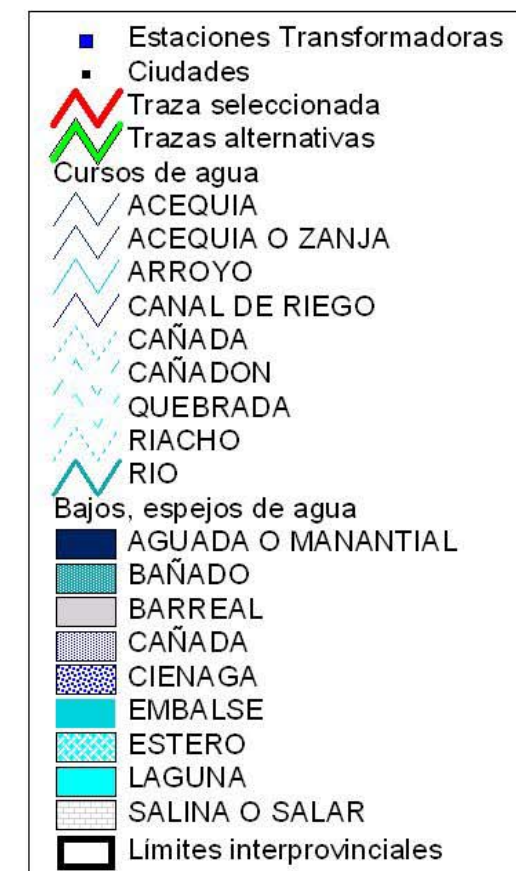 Estaciones Transformadoras
Ciudades
Traza seleccionada
Trazas alternativas
Cursos de agua
ACEQUIA
ACEQUIA O ZANJA
ARROYO
CANAL DE RIEGO
CAÑADA
CAÑADON
QUEBRADA
RIACHO
RIO
Bajos, espejos de agua
AGUADA O MANANTIAL
BAÑADO
BARREAL
CAÑADA
CIENAGA
EMBALSE
ESTERO
LAGUNA
SALINA O SALAR
Límites interprovinciales